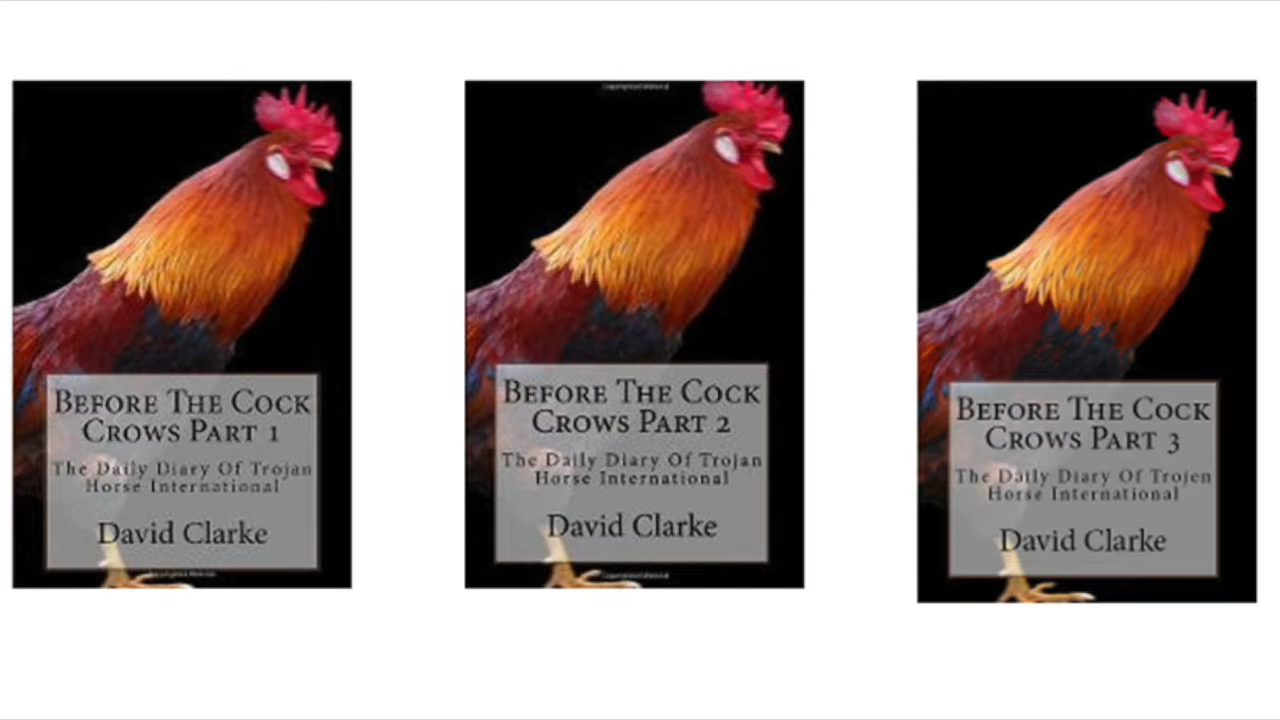 Before The Cock
Crows Part 1
The Daily Diary Of Trojan
Horse International
David Clarke
Before The Cock
Crows Part 2
The Daily Diary Of Trojan
Horse International
David Clarke
Before The Cock
Crows Part 3
The Daily Diary Of Trojen
Horse International
David Clarke